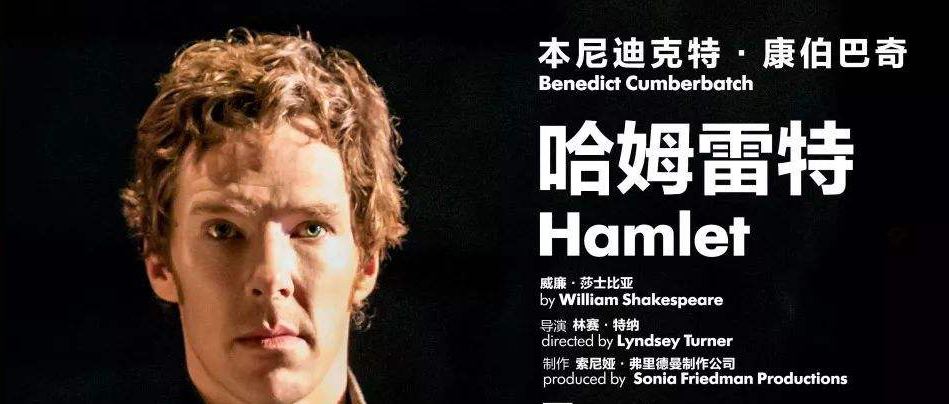 本尼迪克特·康伯巴奇
Benedict Cumberbatch
哈姆雷特
Hamlet
威廉·莎士比亚
by William Shakespeare
导演 林赛·特纳
directed by Lyndsey Turner
制作 索尼娅·弗里德曼制作公司
produced by Sonia Friedman Productions